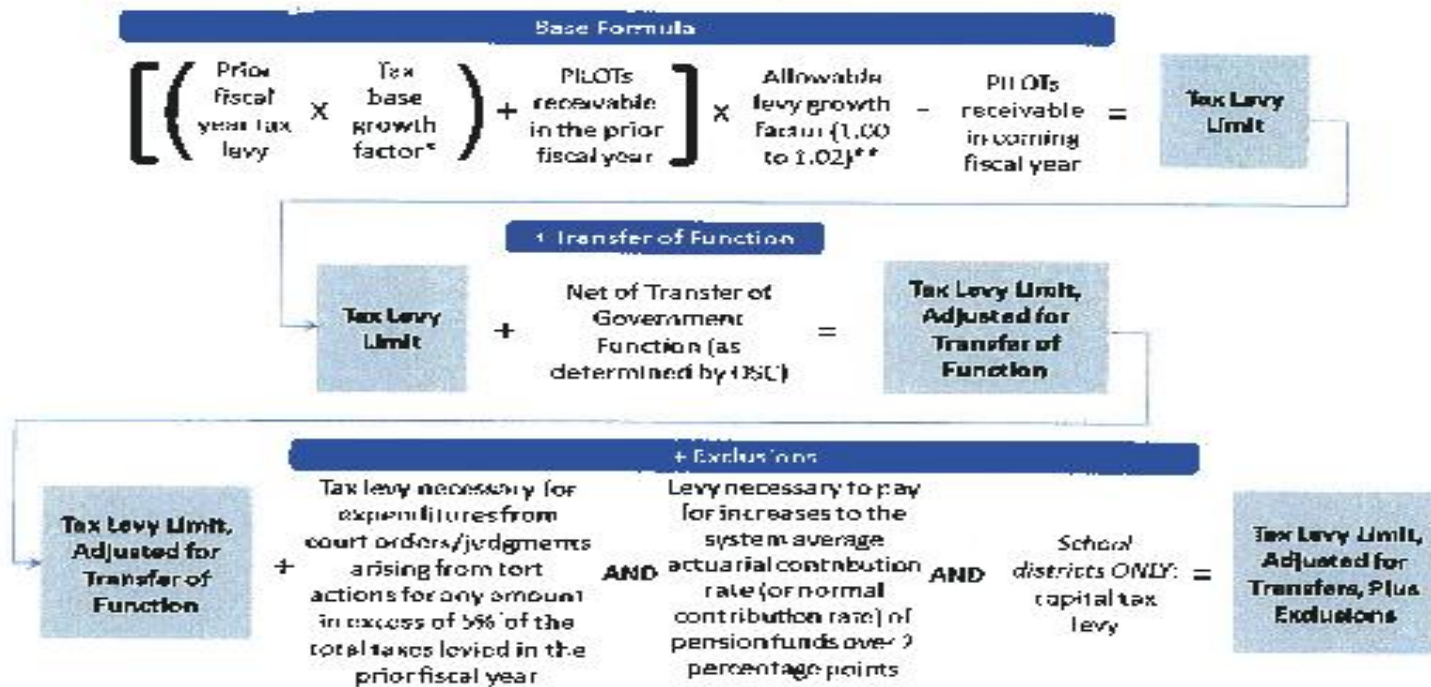 Base Formula
[(Prior fiscal year tax levy X Tax base growth factor*) + PILOTs receivable in the prior fiscal year] X Allowable levy growth factor (1.00 to 1.02)** - PILOTs receivable in coming fiscal year = Tax Levy Limit
+ Transfer of Function
Tax Levy Limit + Net of Transfer of Government Function (as determined by OSC) = Tax Levy Limit, Adjusted for Transfer of Function
+ Exclusions
Tax Levy Limit, Adjusted for Transfer of Function + Tax levy necessary for expenditures from court orders/judgments arising from tort actions for any amount in excess of 5% of the total taxes levied in the prior fiscal year AND Levy necessary to pay for increases to the system average actuarial contribution rate (or normal contribution rate) of pension funds over 2 percentage points AND School districts ONLY: capital tax levy = Tax Levy Limit, Adjusted for Transfers, Plus Exclusions